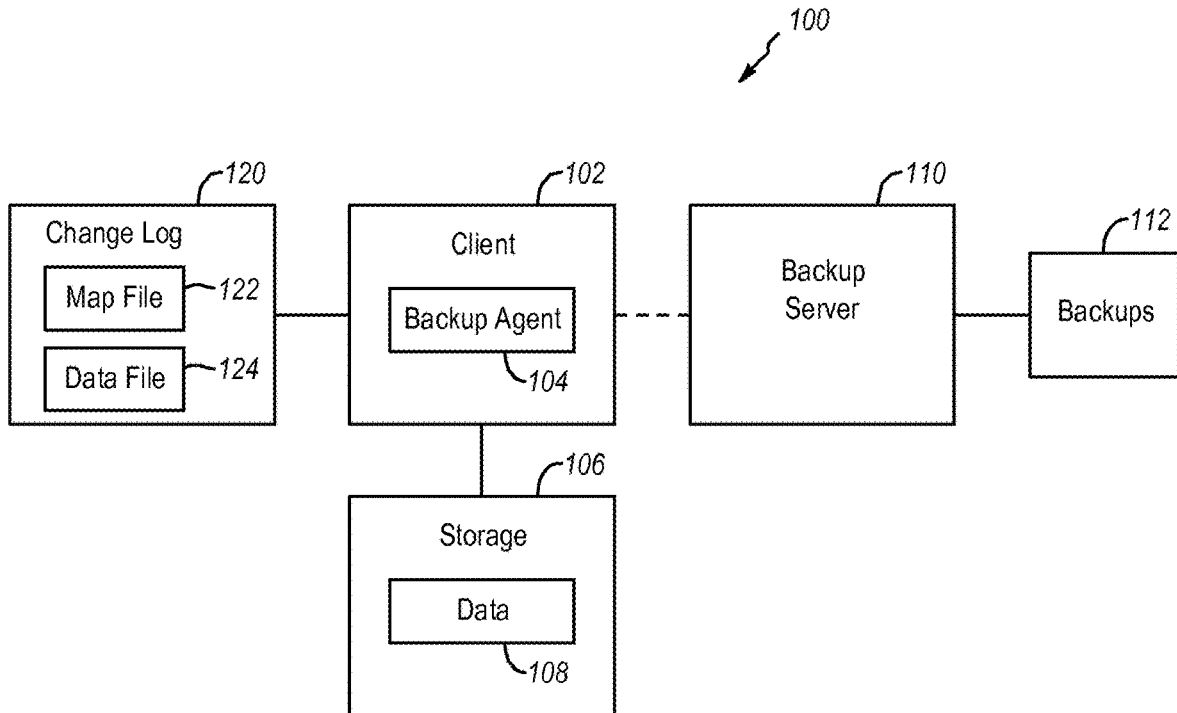 100
120
102
110
112
Change Log
Map File
122
Data File
124
Client
Backup Agent
104
Backup
Server
Backups
106
Storage
Data
108